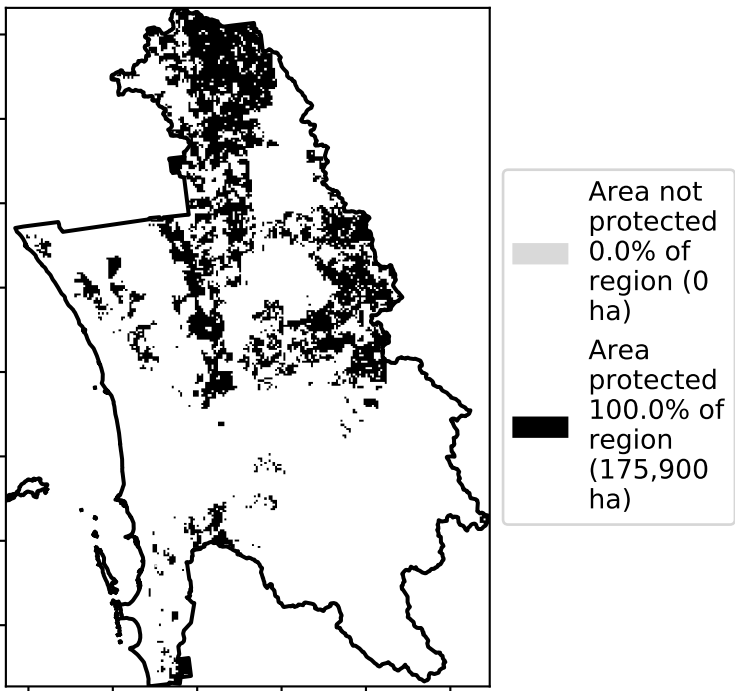 Area not
protected
0.0% of
region (0
ha)
Area
protected
100.0% of
region
(175,900
ha)